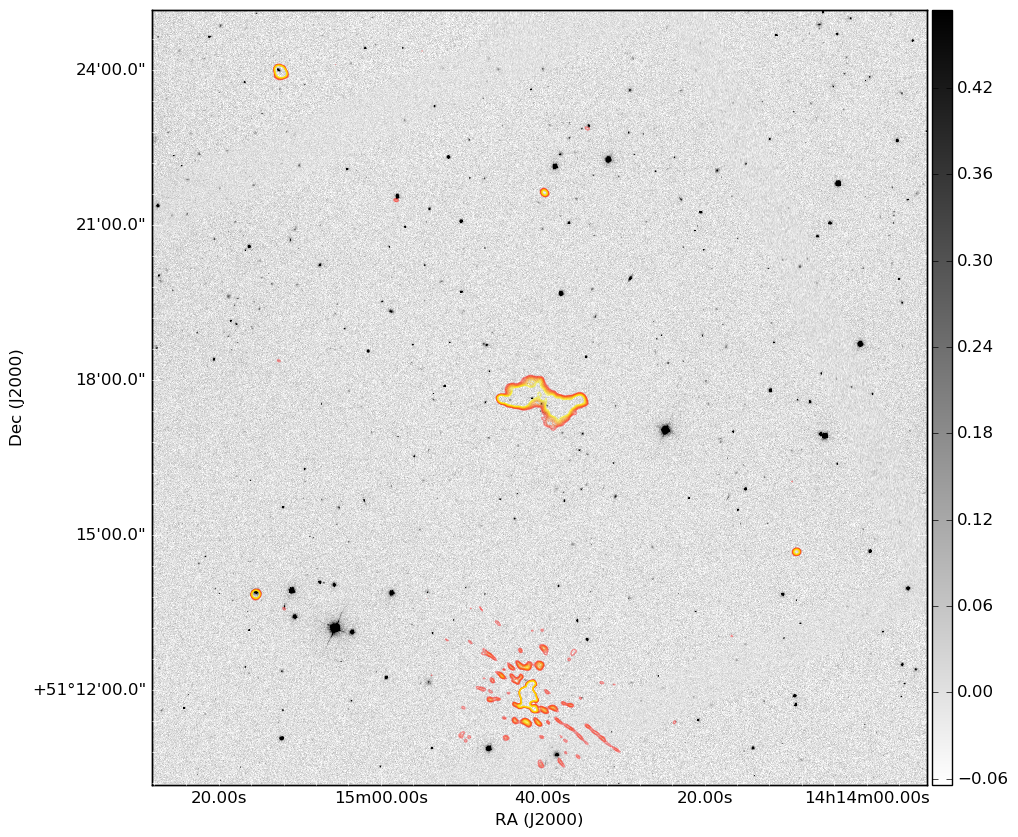 24'00.0"
21'00.0"
18'00.0"
15'00.0"
+51°12'00.0"
Dec (J2000)
20.00s
15m00.00s
40.00s
20.00s
14h14m00.00s
RA (J2000)
0.42
0.36
0.30
0.24
0.18
0.12
0.06
0.00
−0.06